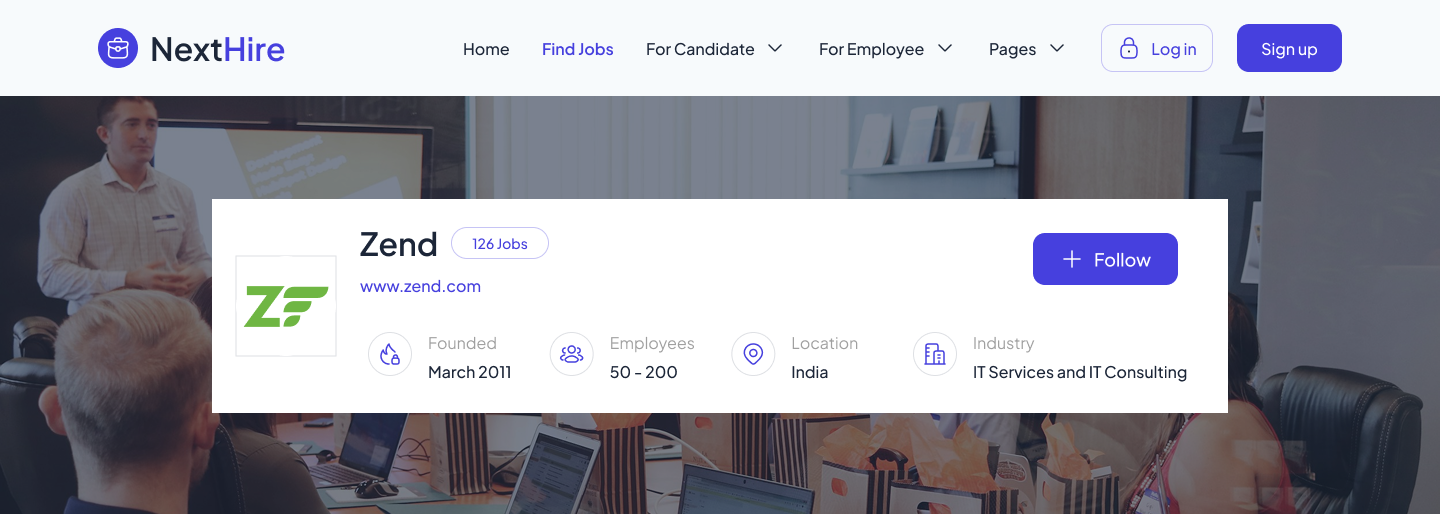 NextHire
Home Find Jobs For Candidate For Employee Pages Log in Sign up
Zend 126 Jobs
Follow
www.zend.com
Founded Employees Location Industry
March 2011 50 - 200 India IT Services and IT Consulting